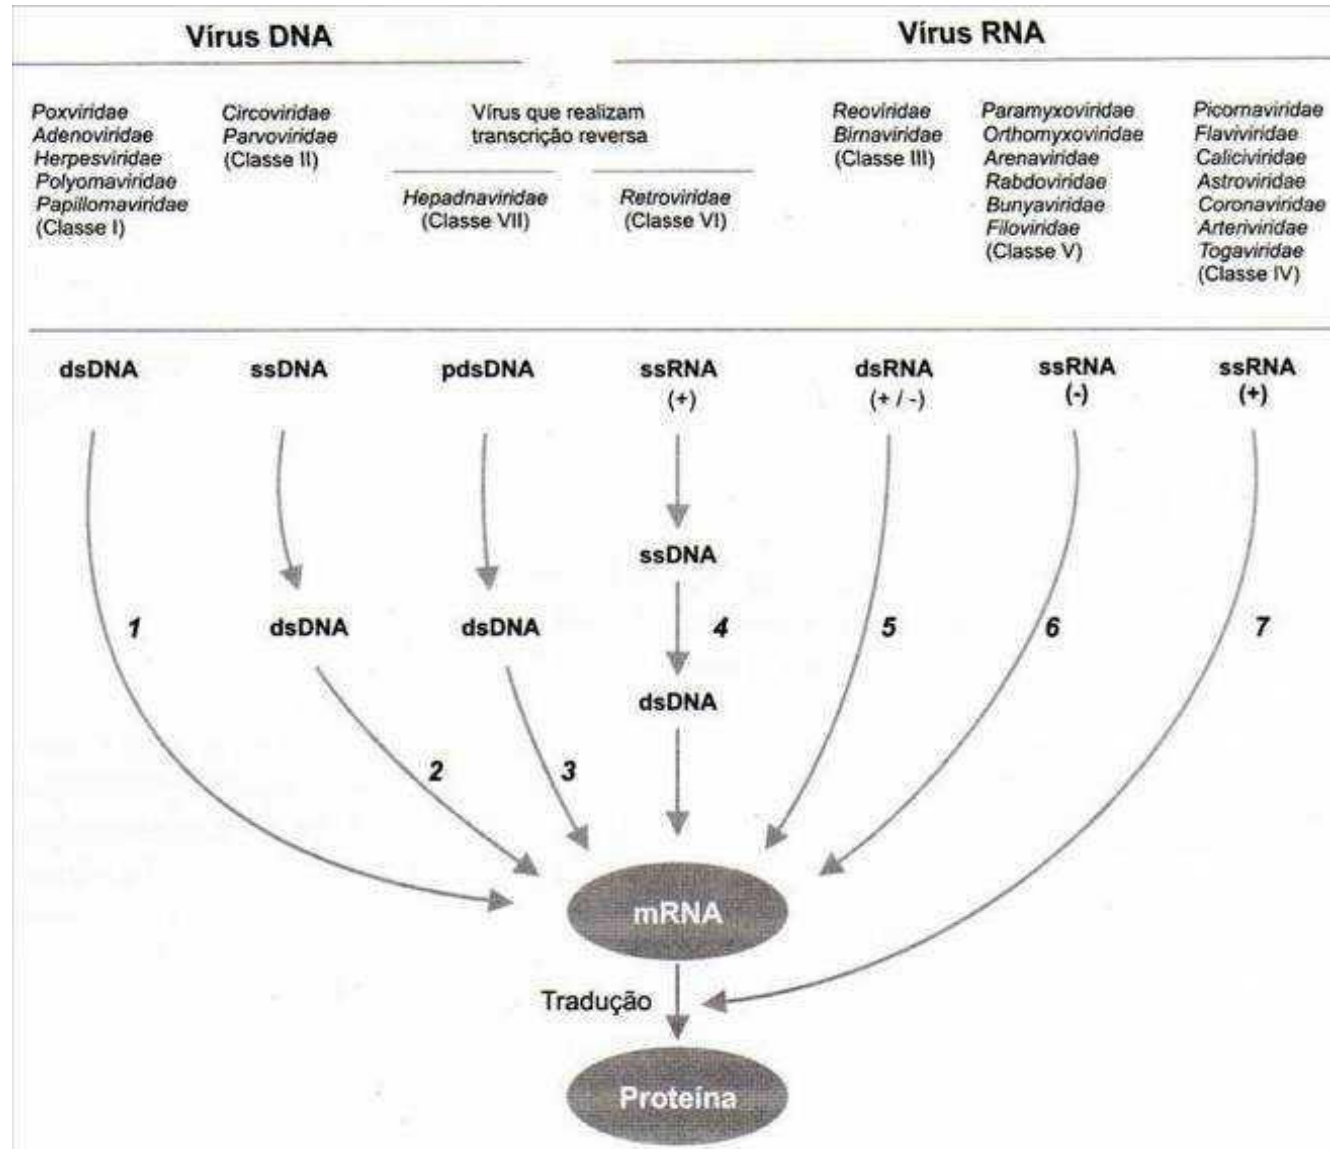 Vírus DNA
Vírus RNA
Poxviridae
Adenoviridae
Herpesviridae
Polyomaviridae
Papillomaviridae
(Classe I)
Circoviridae
Parvoviridae
(Classe II)
Vírus que realizam
transcrição reversa
Hepadnaviridae
(Classe VII)
Retroviridae
(Classe VI)
Reoviridae
Birnaviridae
(Classe III)
Paramyxoviridae
Orthomyxoviridae
Arenaviridae
Rabdoviridae
Bunyaviridae
Filoviridae
(Classe V)
Picornaviridae
Flaviviridae
Caliciviridae
Astroviridae
Coronaviridae
Arteriviridae
Togaviridae
(Classe IV)
dsDNA
ssDNA
pdsDNA
ssRNA
(+)
dsRNA
(+ / -)
ssRNA
(-)
ssRNA
(+)
ssDNA
1
dsDNA
dsDNA
4
5
6
7
dsDNA
2
3
mRNA
Tradução
Proteína